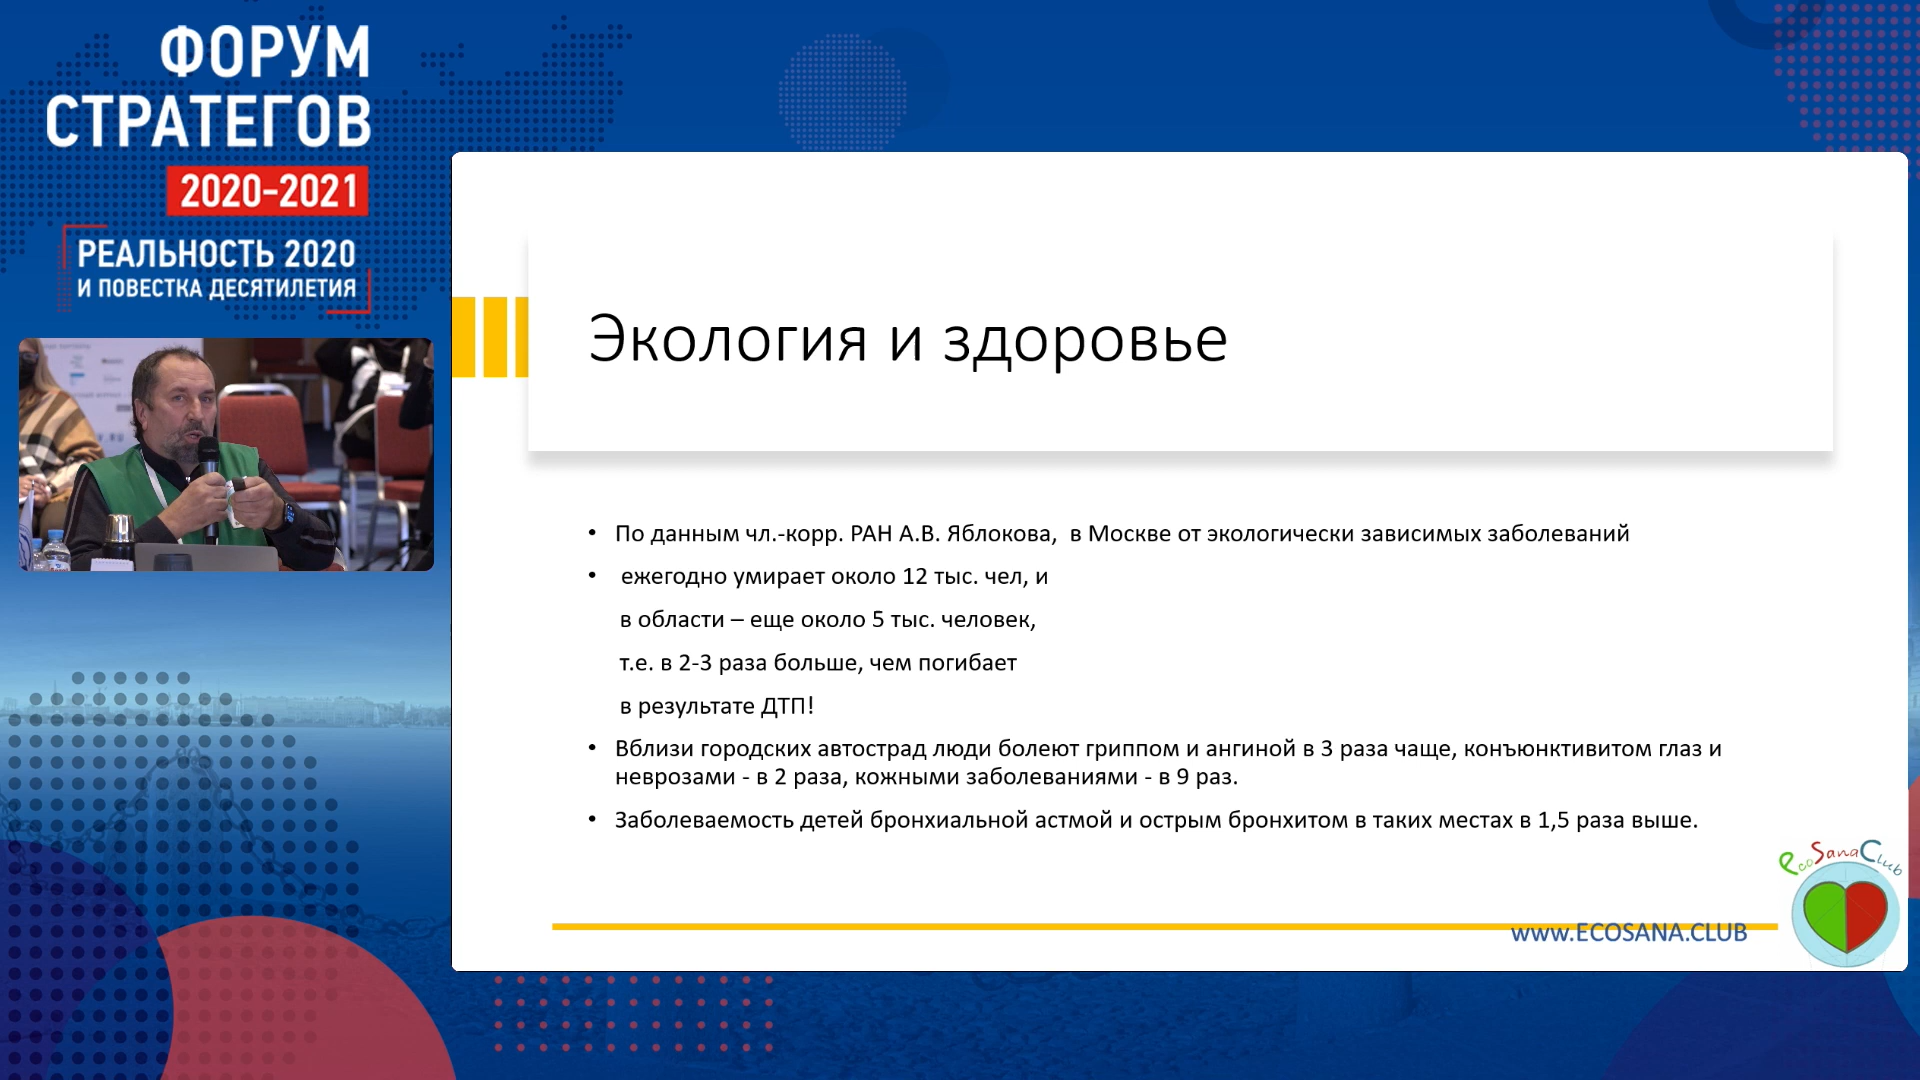 ФОРУМ
СТРАТЕГОВ
2020-2021
РЕАЛЬНОСТЬ 2020
И ПОВЕСТКА ДЕСЯТИЛЕТИЯ
Экология и здоровье
• По данным чл.-корр. РАН А.В. Яблокова, в Москве от экологически зависимых заболеваний
• ежегодно умирает около 12 тыс. чел, и
в области – еще около 5 тыс. человек,
т.е. в 2-3 раза больше, чем погибает
в результате ДТП!
• Вблизи городских автострад люди болеют гриппом и ангиной в 3 раза чаще, конъюнктивитом глаз и
неврозами - в 2 раза, кожными заболеваниями - в 9 раз.
• Заболеваемость детей бронхиальной астмой и острым бронхитом в таких местах в 1,5 раза выше.
EcoSanaClub
www.ECOSANA.CLUB